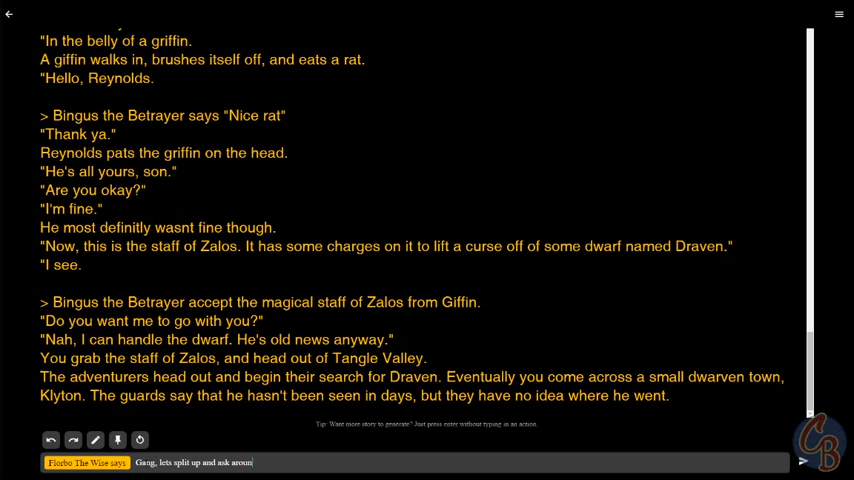 "In the belly of a griffin.
A giffin walks in, brushes itself off, and eats a rat.
"Hello, Reynolds.
> Bingus the Betrayer says "Nice rat"
"Thank ya."
Reynolds pats the griffin on the head.
"He's all yours, son."
"Are you okay?"
"I'm fine."
He most definitly wasnt fine though.
"Now, this is the staff of Zalos. It has some charges on it to lift a curse off of some dwarf named Draven."
"I see.
> Bingus the Betrayer accept the magical staff of Zalos from Giffin.
"Do you want me to go with you?"
"Nah, I can handle the dwarf. He's old news anyway."
You grab the staff of Zalos, and head out of Tangle Valley.
The adventurers head out and begin their search for Draven. Eventually you come across a small dwarven town,
Klyton. The guards say that he hasn't been seen in days, but they have no idea where he went.
Tip: Want more story to generate? Just press enter without typing in an action.
Florbo The Wise says Gang, lets split up and ask aroun
CB